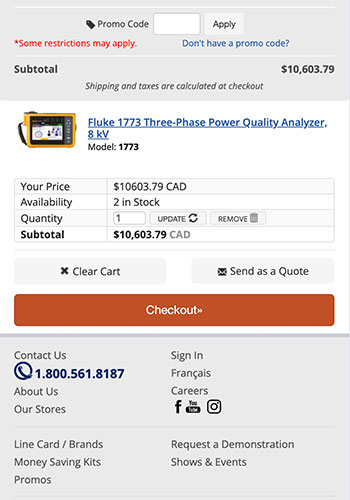 Promo Code Apply
*Some restrictions may apply. Don't have a promo code?
Subtotal $10,603.79
Shipping and taxes are calculated at checkout
Fluke 1773 Three-Phase Power Quality Analyzer,
8 kV
Model: 1773
Your Price $10603.79 CAD
Availability 2 in Stock
Quantity 1 UPDATE REMOVE
Subtotal $10,603.79 CAD
Clear Cart Send as a Quote
Checkout»
Contact Us Sign In
1.800.561.8187 Français
About Us Careers
Our Stores You Tube
Line Card / Brands Request a Demonstration
Money Saving Kits Shows & Events
Promos